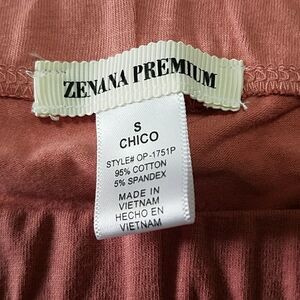 ZENANA PREMIUM
S
CHICO
STYLE# OP-1751P
95% COTTON
5% SPANDEX
MADE IN
VIETNAM
HECHO EN
VIETNAM